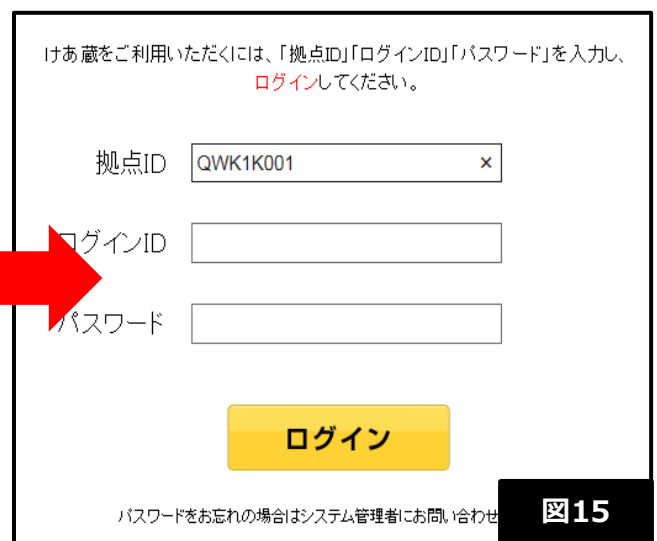 けあ蔵をご利用いただくには、「拠点ID」「ログインID」「パスワード」を入力し、
ログインしてください。
拠点ID QWK1K001 ×
ログインID
パスワード
ログイン
パスワードをお忘れの場合はシステム管理者にお問い合わせ
図15